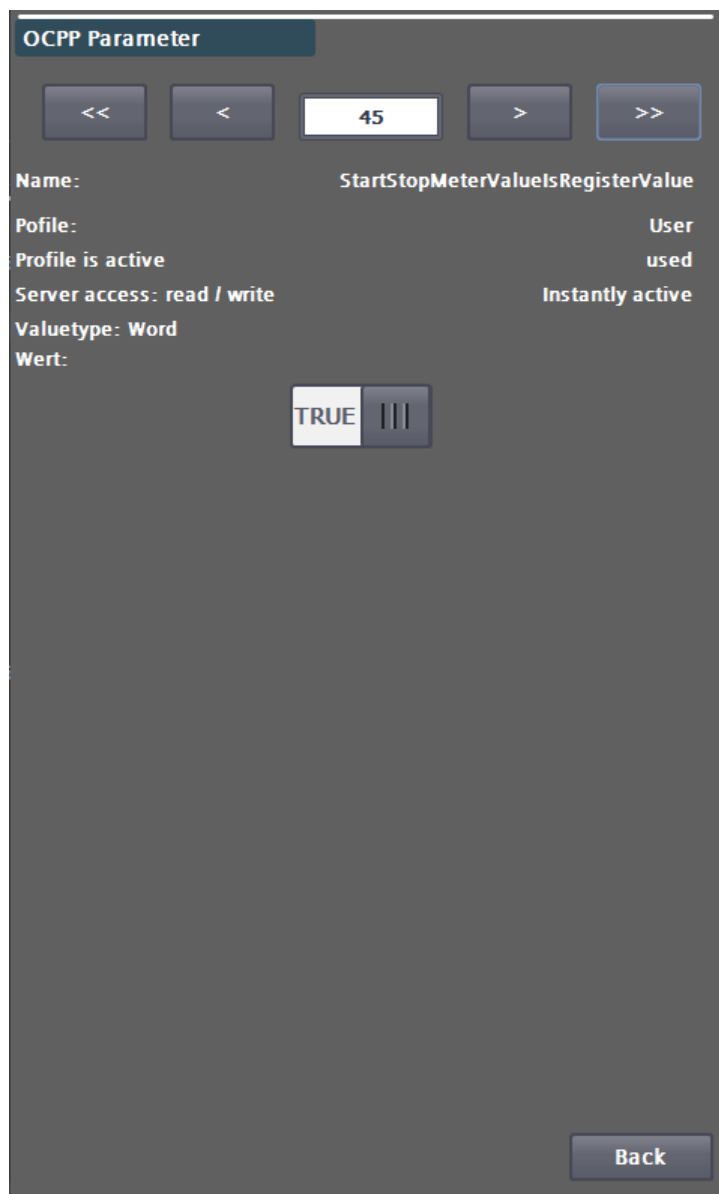 OCPP Parameter
<< < 45 > >>
Name: StartStopMeterValueIsRegisterValue
Pofile: User
Profile is active used
Server access: read / write Instantly active
Valuetype: Word
Wert:
TRUE
Back